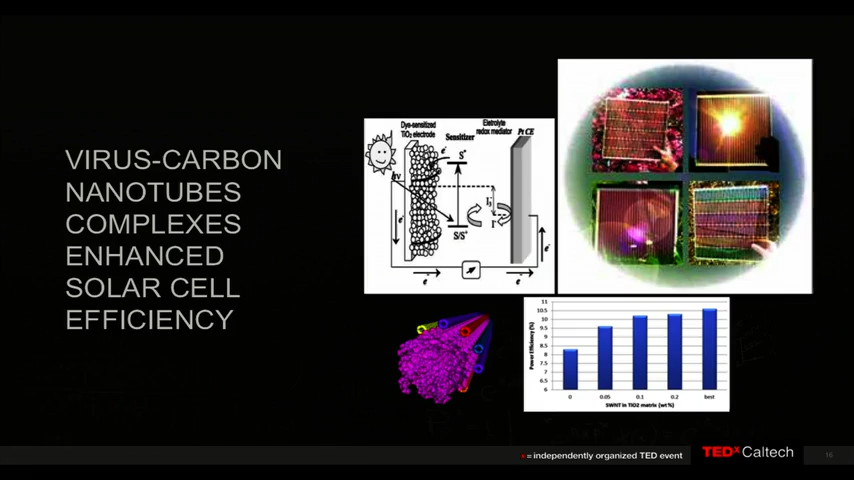 VIRUS-CARBON
NANOTUBES
COMPLEXES
ENHANCED
SOLAR CELL
EFFICIENCY
Dye-sensitized
TiO2 electrode
Sensitizer
Eletrolyte
redox mediator
Pt CE
hν
e-
S*
S/S+
I3-
I-
e-
e-
e-
e-
Power Efficiency (%)
11
10.5
10
9.5
9
8.5
8
7.5
7
6.5
6
0 0.05 0.1 0.2 best
SWNT in TiO2 matrix (wt%)
x = independently organized TED event
TEDxCaltech
16